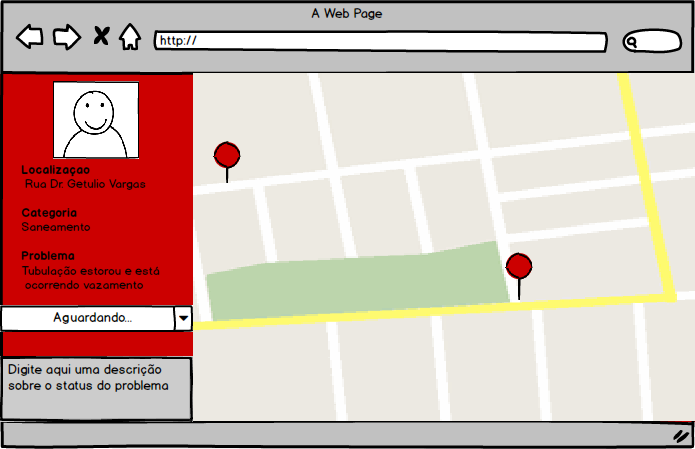 A Web Page
http://
Localização
Rua Dr. Getulio Vargas
Categoria
Saneamento
Problema
Tubulação estorou e está
ocorrendo vazamento
Aguardando...
Digite aqui uma descrição
sobre o status do problema